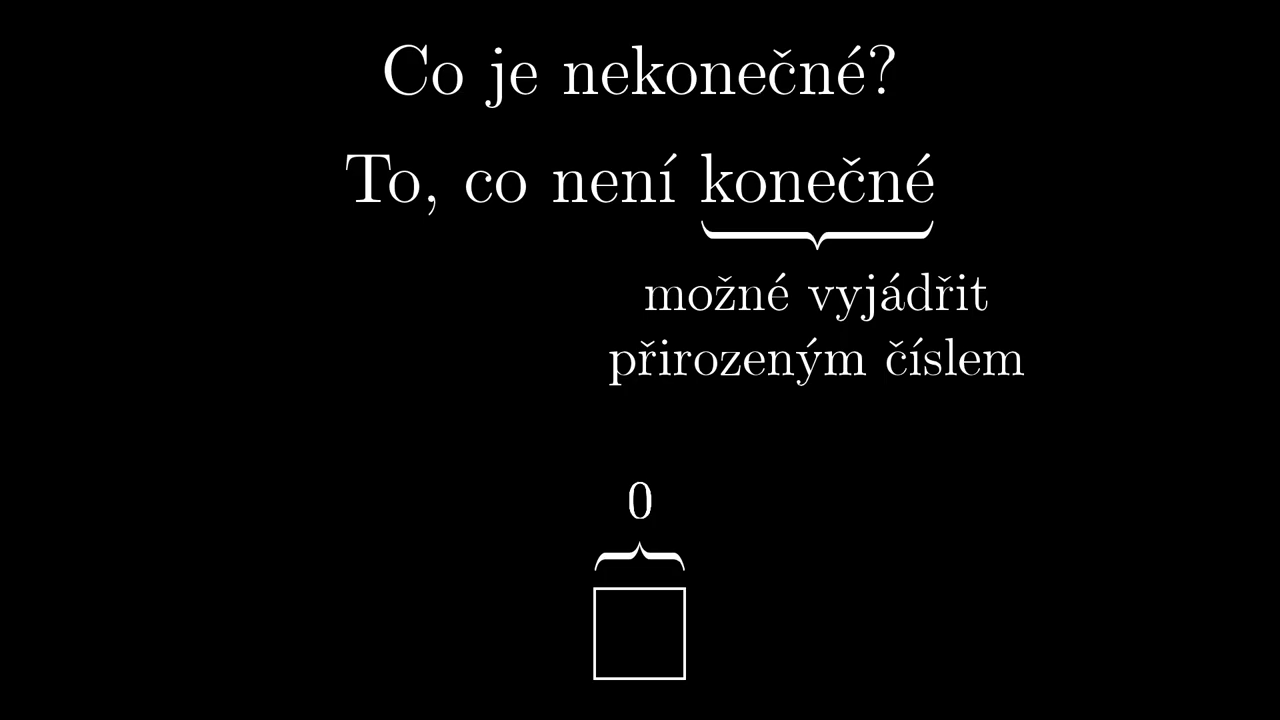 Co je nekonečné?
To, co není konečné
možné vyjádřit
přirozeným číslem
0